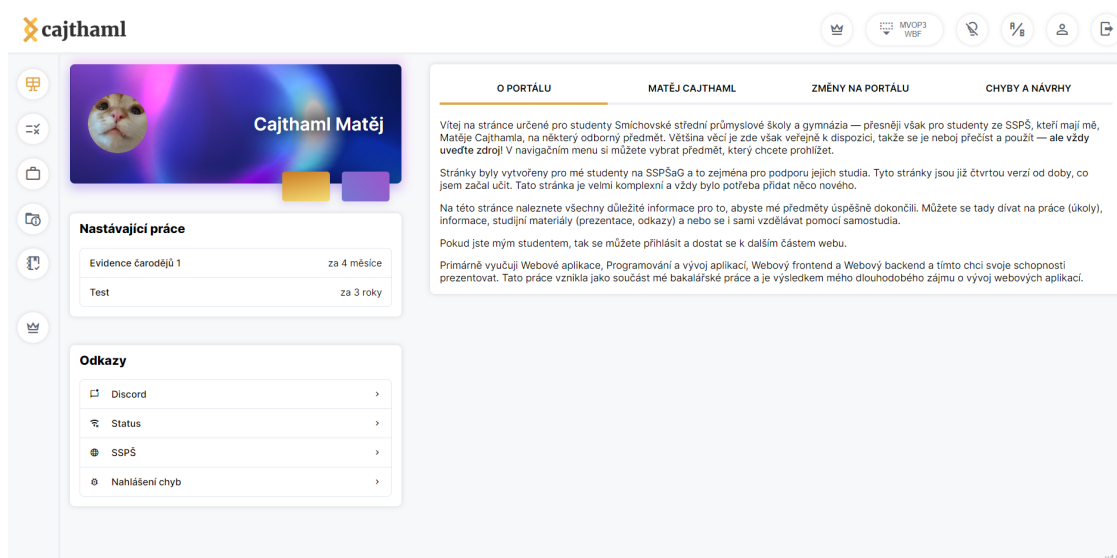 cajthaml
MVOP3
WBF
A/B
Cajthaml Matěj
Nastávající práce
Evidence čarodějů 1 za 4 měsíce
Test za 3 roky
Odkazy
Discord
Status
SSPŠ
Nahlášení chyb
O PORTÁLU MATĚJ CAJTHAML ZMĚNY NA PORTÁLU CHYBY A NÁVRHY
Vítej na stránce určené pro studenty Smíchovské střední průmyslové školy a gymnázia — přesněji však pro studenty ze SSPŠ, kteří mají mě,
Matěje Cajthamla, na některý odborný předmět. Většina věcí je zde však veřejně k dispozici, takže se je neboj přečíst a použít — ale vždy
uveďte zdroj! V navigačním menu si můžete vybrat předmět, který chcete prohlížet.
Stránky byly vytvořeny pro mé studenty na SSPŠaG a to zejména pro podporu jejich studia. Tyto stránky jsou již čtvrtou verzí od doby, co
jsem začal učit. Tato stránka je velmi komplexní a vždy bylo potřeba přidat něco nového.
Na této stránce naleznete všechny důležité informace pro to, abyste mé předměty úspěšně dokončili. Můžete se tady dívat na práce (úkoly),
informace, studijní materiály (prezentace, odkazy) a nebo se i sami vzdělávat pomocí samostudia.
Pokud jste mým studentem, tak se můžete přihlásit a dostat se k dalším částem webu.
Primárně vyučuji Webové aplikace, Programování a vývoj aplikací, Webový frontend a Webový backend a tímto chci svoje schopnosti
prezentovat. Tato práce vznikla jako součást mé bakalářské práce a je výsledkem mého dlouhodobého zájmu o vývoj webových aplikací.